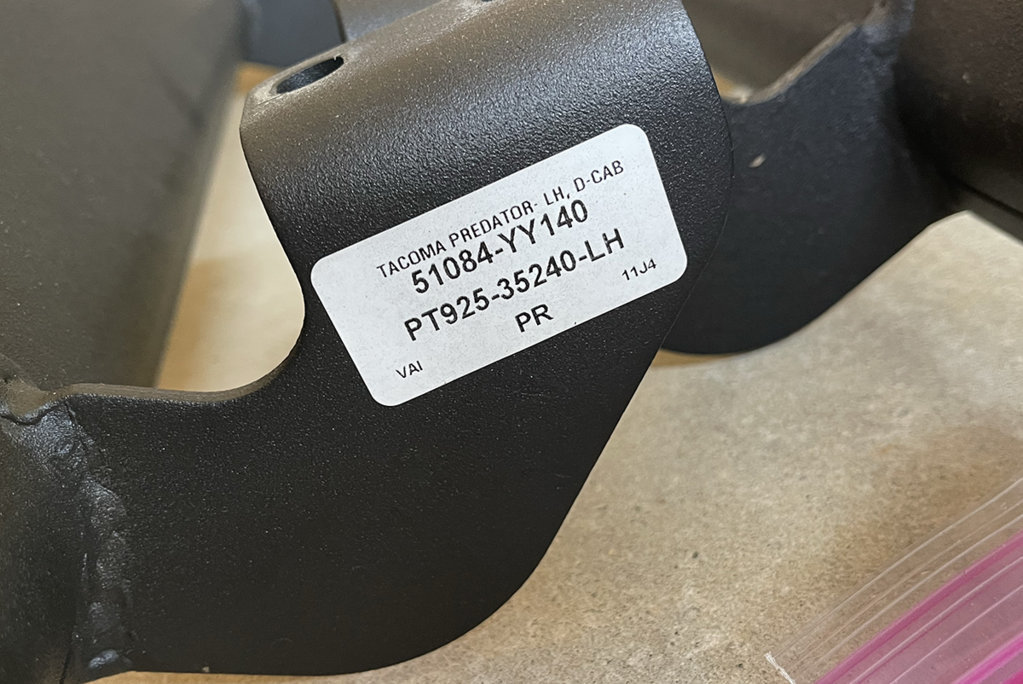 TACOMA PREDATOR- LH, D-CAB
51084-YY140
PT925-35240-LH
11J4
PR
VAI